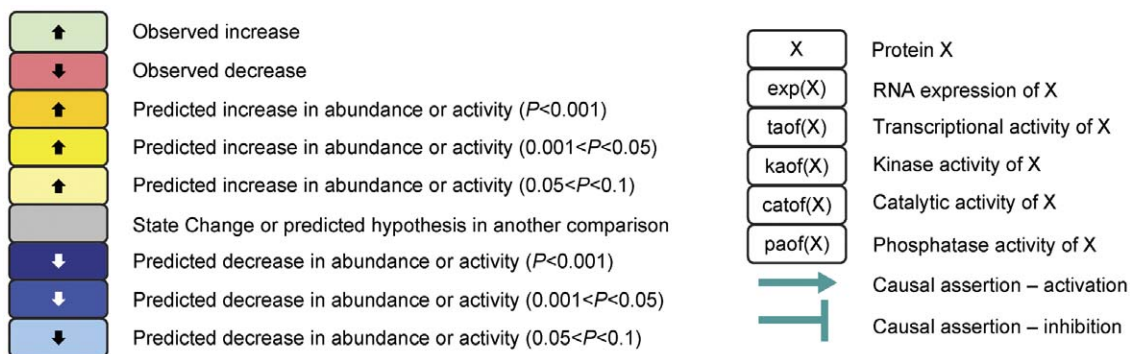 Observed increase
Observed decrease
Predicted increase in abundance or activity (P<0.001)
Predicted increase in abundance or activity (0.001<P<0.05)
Predicted increase in abundance or activity (0.05<P<0.1)
State Change or predicted hypothesis in another comparison
Predicted decrease in abundance or activity (P<0.001)
Predicted decrease in abundance or activity (0.001<P<0.05)
Predicted decrease in abundance or activity (0.05<P<0.1)
X Protein X
exp(X) RNA expression of X
taof(X) Transcriptional activity of X
kaof(X) Kinase activity of X
catof(X) Catalytic activity of X
paof(X) Phosphatase activity of X
Causal assertion – activation
Causal assertion – inhibition